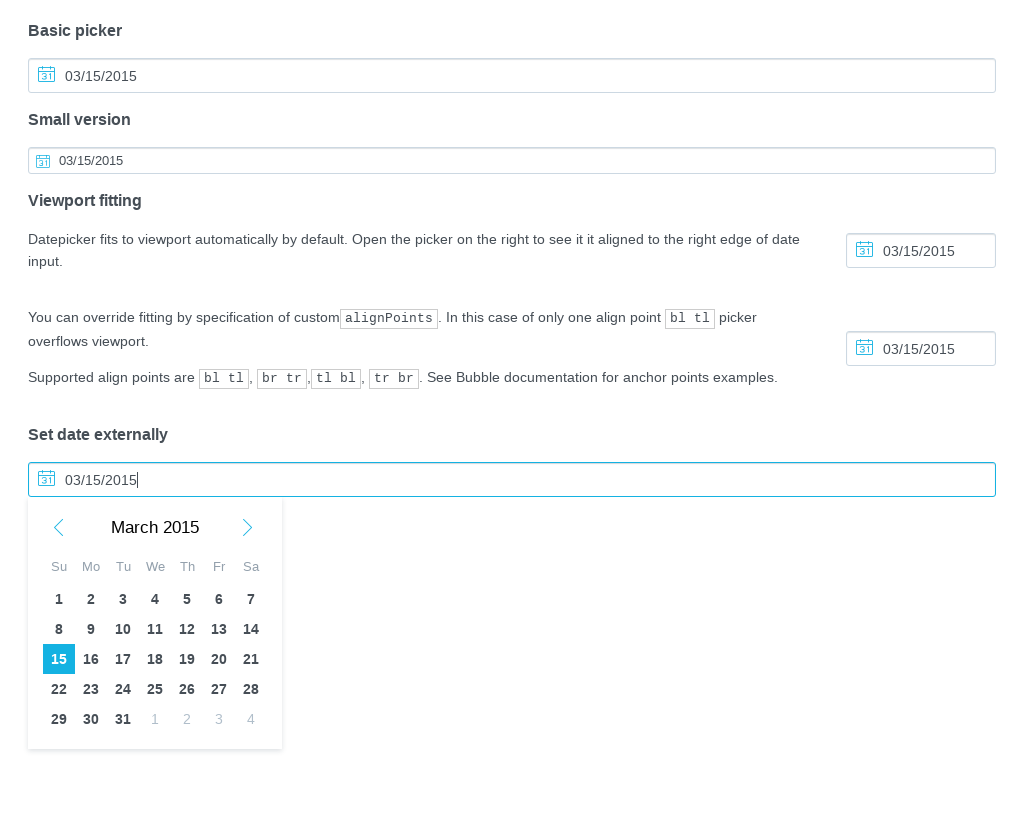 Basic picker
31 03/15/2015
Small version
31 03/15/2015
Viewport fitting
Datepicker fits to viewport automatically by default. Open the picker on the right to see it it aligned to the right edge of date
input.
31 03/15/2015
You can override fitting by specification of custom alignPoints. In this case of only one align point bl tl picker
overflows viewport.
31 03/15/2015
Supported align points are bl tl, br tr, tl bl, tr br. See Bubble documentation for anchor points examples.
Set date externally
31 03/15/2015
March 2015
Su Mo Tu We Th Fr Sa
1 2 3 4 5 6 7
8 9 10 11 12 13 14
15 16 17 18 19 20 21
22 23 24 25 26 27 28
29 30 31 1 2 3 4